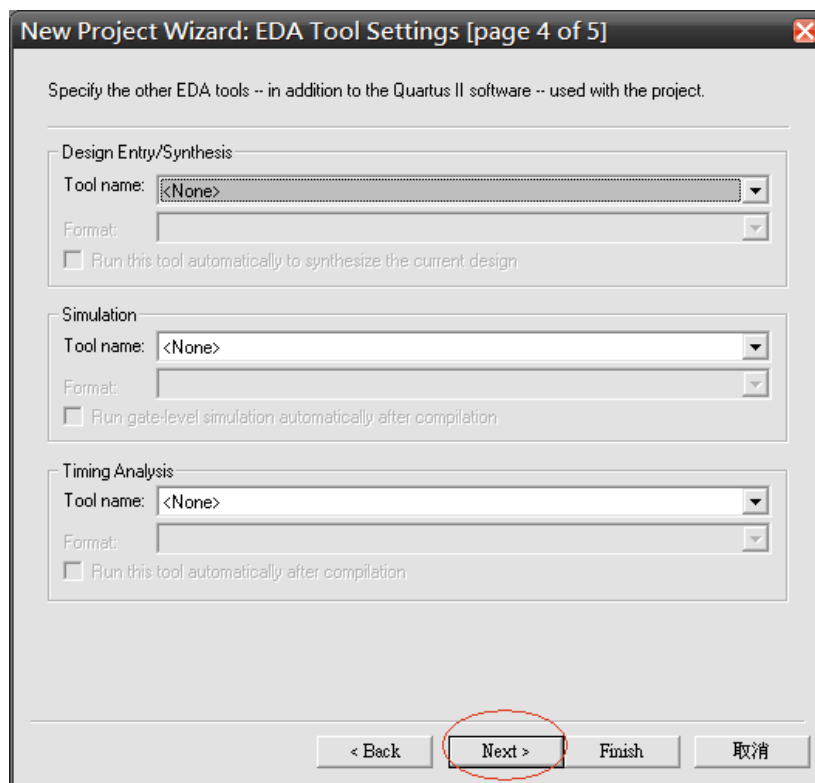 New Project Wizard: EDA Tool Settings [page 4 of 5]
Specify the other EDA tools -- in addition to the Quartus II software -- used with the project.
Design Entry/Synthesis
Tool name: <None>
Format:
Run this tool automatically to synthesize the current design
Simulation
Tool name: <None>
Format:
Run gate-level simulation automatically after compilation
Timing Analysis
Tool name: <None>
Format:
Run this tool automatically after compilation
< Back Next > Finish 取消